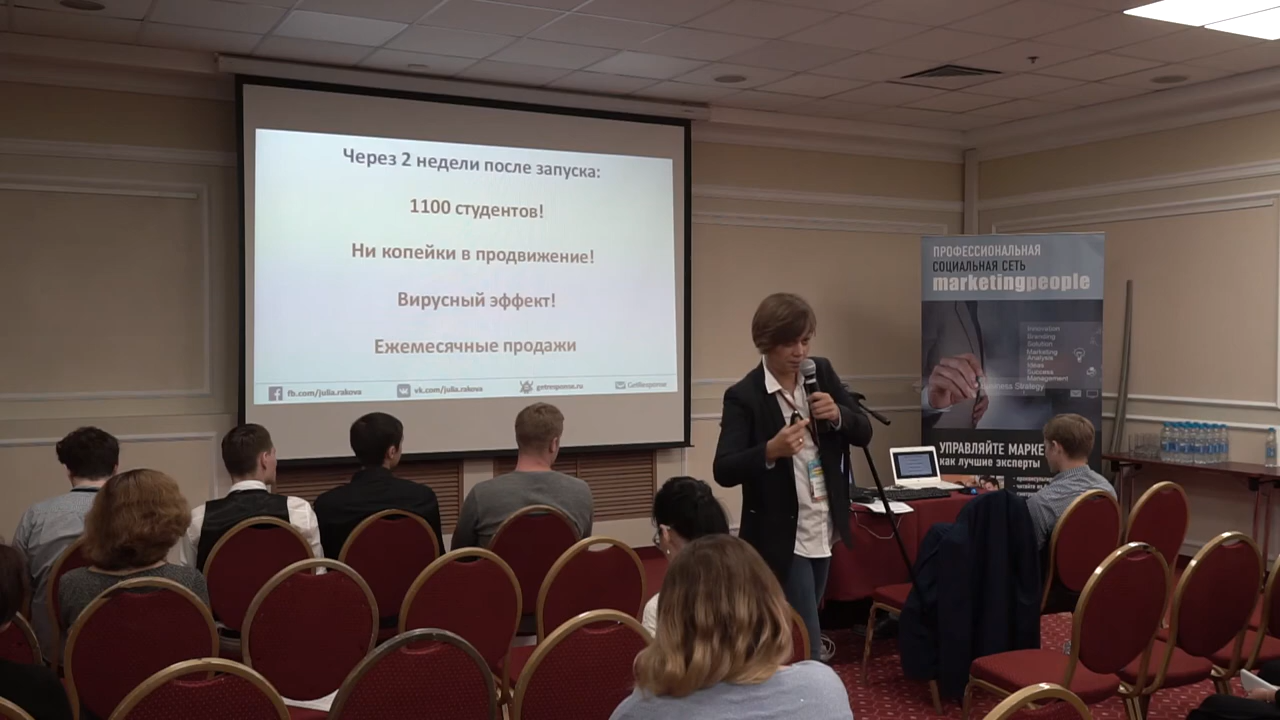 Через 2 недели после запуска:
1100 студентов!
Ни копейки в продвижение!
Вирусный эффект!
Ежемесячные продажи
fb.com/julia.rakova
vk.com/julia.rakova
getresponse.ru
GetResponse
ПРОФЕССИОНАЛЬНАЯ
СОЦИАЛЬНАЯ СЕТЬ
marketingpeople
Innovation
Branding
Solution
Marketing
Analysis
Ideas
Success
Management
Business Strategy
УПРАВЛЯЙТЕ МАРКЕ
как лучшие эксперты